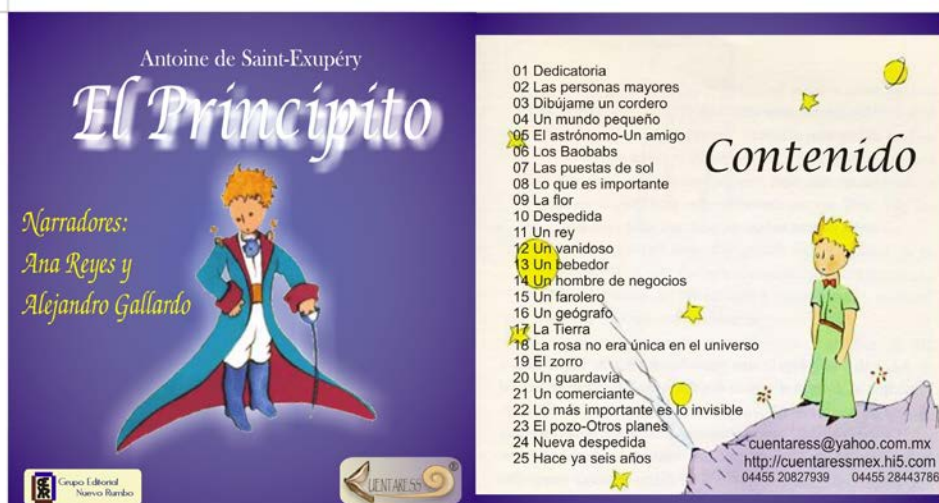 Antoine de Saint-Exupéry
El Principito
Narradores:
Ana Reyes y
Alejandro Gallardo
Grupo Editorial
Nuevo Rumbo
CUENTARESS ®
01 Dedicatoria
02 Las personas mayores
03 Dibújame un cordero
04 Un mundo pequeño
05 El astrónomo-Un amigo
06 Los Baobabs
07 Las puestas de sol
08 Lo que es importante
09 La flor
10 Despedida
11 Un rey
12 Un vanidoso
13 Un bebedor
14 Un hombre de negocios
15 Un farolero
16 Un geógrafo
17 La Tierra
18 La rosa no era única en el universo
19 El zorro
20 Un guardavía
21 Un comerciante
22 Lo más importante es lo invisible
23 El pozo-Otros planes
24 Nueva despedida
25 Hace ya seis años
Contenido
cuentaress@yahoo.com.mx
http://cuentaressmex.hi5.com
04455 20827939 04455 28443786